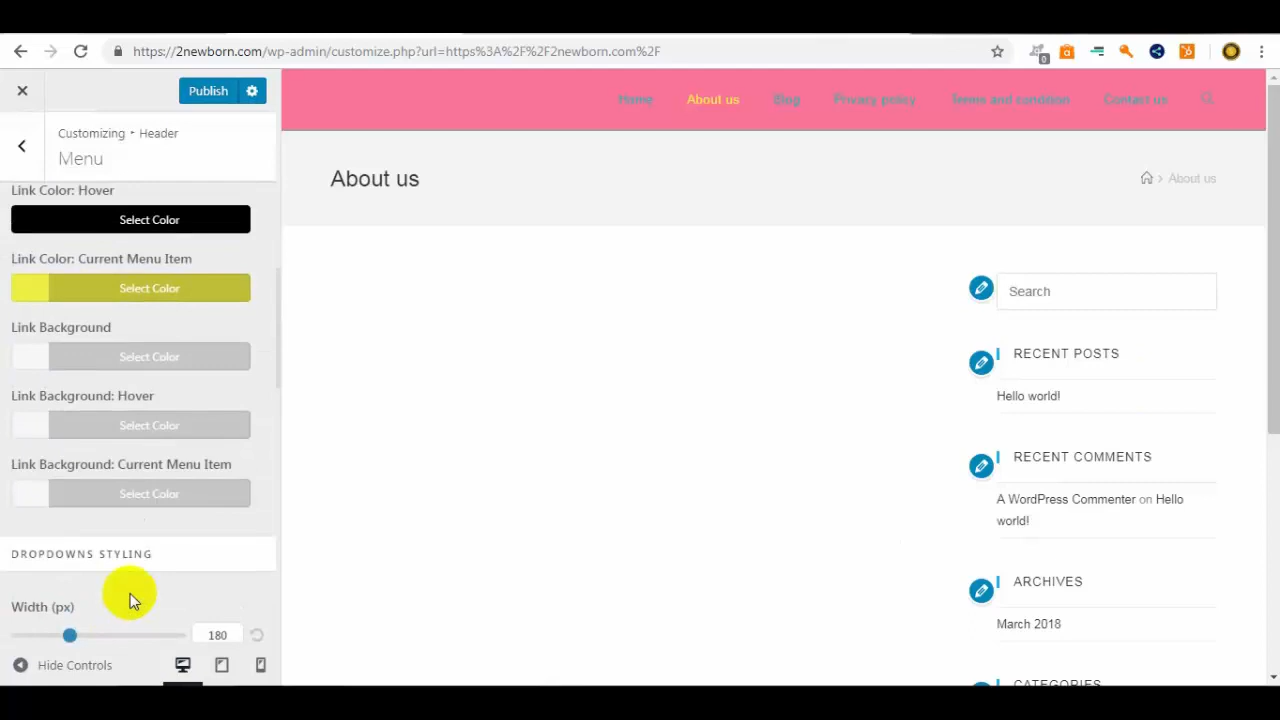 https://2newborn.com/wp-admin/customize.php?url=https%3A%2F%2F2newborn.com%2F
0
Publish
Customizing ‣ Header
Menu
Link Color: Hover
Select Color
Link Color: Current Menu Item
Select Color
Link Background
Select Color
Link Background: Hover
Select Color
Link Background: Current Menu Item
Select Color
DROPDOWNS STYLING
Width (px)
180
Hide Controls
Home About us Blog Privacy policy Terms and condition Contact us
About us
> About us
Search
RECENT POSTS
Hello world!
RECENT COMMENTS
A WordPress Commenter on Hello
world!
ARCHIVES
March 2018
CATEGORIES